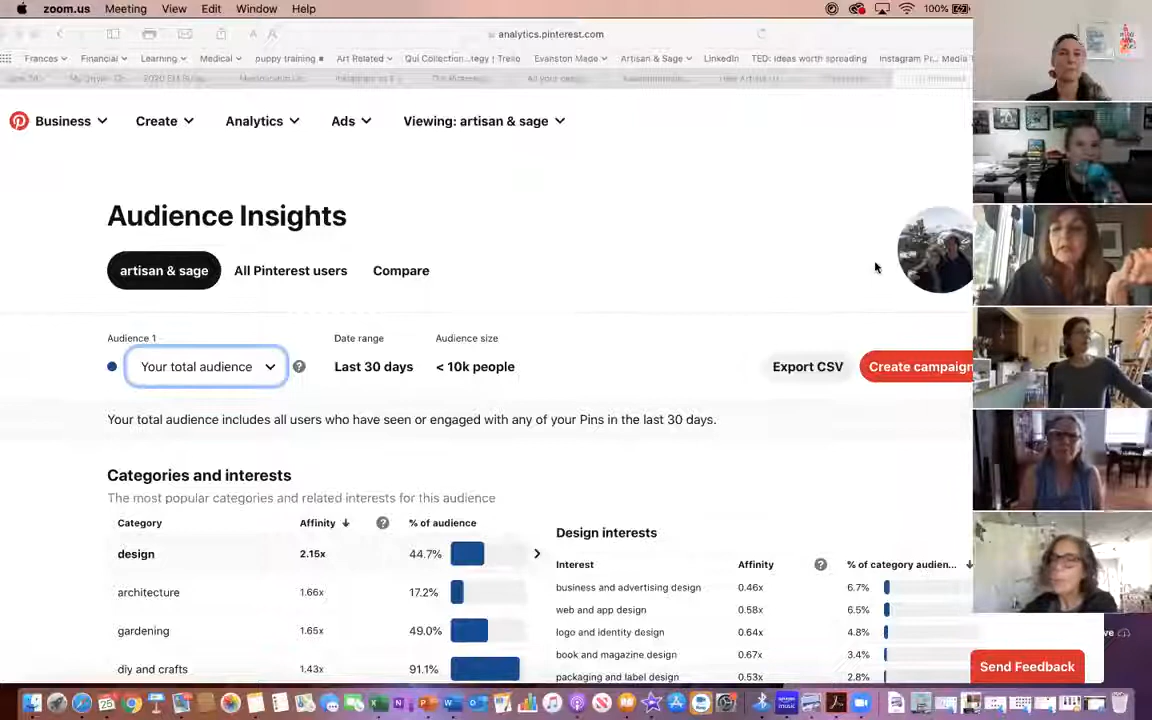 zoom.us Meeting View Edit Window Help 100%
analytics.pinterest.com
Frances Financial Learning Medical puppy training Art Related Qui Collection...tegy | Trello Evanston Made Artisan & Sage LinkedIn TED: Ideas worth spreading Instagram Pr... Media
Business Create Analytics Ads Viewing: artisan & sage
Audience Insights
artisan & sage All Pinterest users Compare
Audience 1 Date range Audience size
Your total audience ? Last 30 days < 10k people Export CSV Create campaign
Your total audience includes all users who have seen or engaged with any of your Pins in the last 30 days.
Categories and interests
The most popular categories and related interests for this audience
Category Affinity ? % of audience
design 2.15x 44.7%
architecture 1.66x 17.2%
gardening 1.65x 49.0%
diy and crafts 1.43x 91.1%
Design interests
Interest Affinity ? % of category audien...
business and advertising design 0.46x 6.7%
web and app design 0.58x 6.5%
logo and identity design 0.64x 4.8%
book and magazine design 0.67x 3.4%
packaging and label design 0.53x 2.8%
Send Feedback